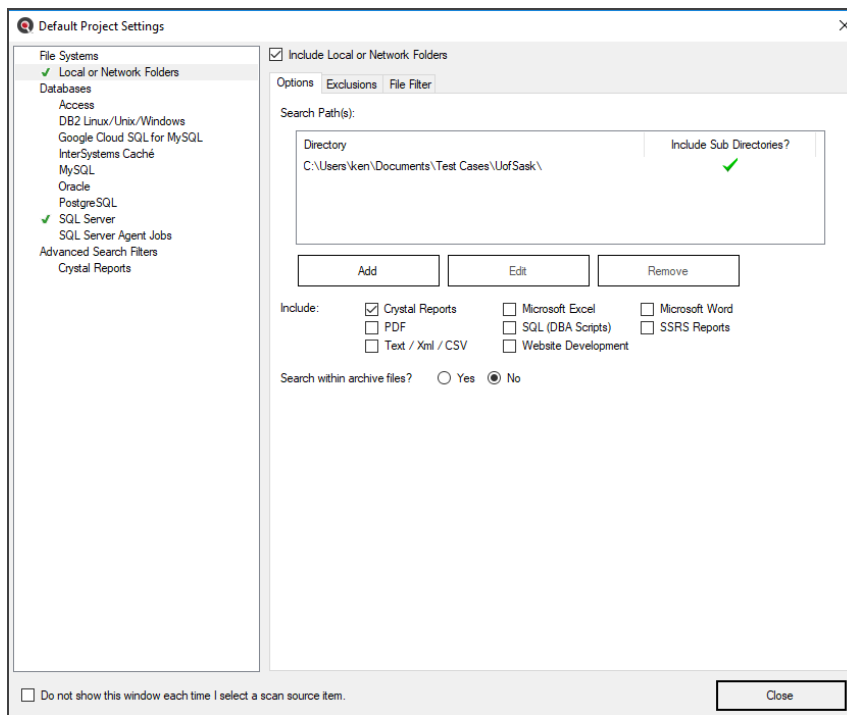 Default Project Settings
File Systems
Local or Network Folders
Databases
Access
DB2 Linux/Unix/Windows
Google Cloud SQL for MySQL
InterSystems Caché
MySQL
Oracle
PostgreSQL
SQL Server
SQL Server Agent Jobs
Advanced Search Filters
Crystal Reports
Include Local or Network Folders
Options Exclusions File Filter
Search Path(s):
Directory Include Sub Directories?
C:\Users\ken\Documents\Test Cases\UofSask\
Add Edit Remove
Include: Crystal Reports Microsoft Excel Microsoft Word
PDF SQL (DBA Scripts) SSRS Reports
Text / Xml / CSV Website Development
Search within archive files? Yes No
Do not show this window each time I select a scan source item. Close